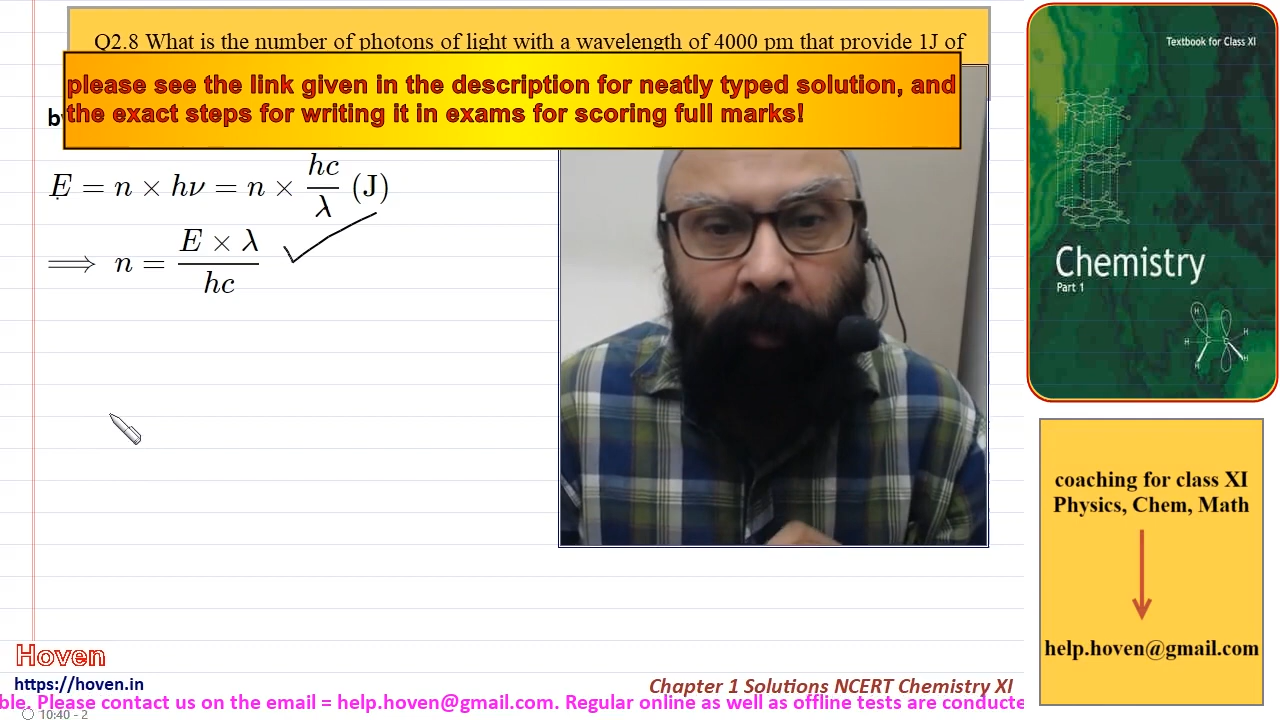 Q2.8 What is the number of photons of light with a wavelength of 4000 pm that provide 1J of
please see the link given in the description for neatly typed solution, and
the exact steps for writing it in exams for scoring full marks!
E = n × hν = n × hc/λ (J)
⟹ n = E × λ / hc
Textbook for Class XI
Chemistry
Part 1
H
H
H
H
H
C
C
coaching for class XI
Physics, Chem, Math
help.hoven@gmail.com
Hoven
https://hoven.in
Chapter 1 Solutions NCERT Chemistry XI
ble. Please contact us on the email = help.hoven@gmail.com. Regular online as well as offline tests are conducte
10:40 - 2